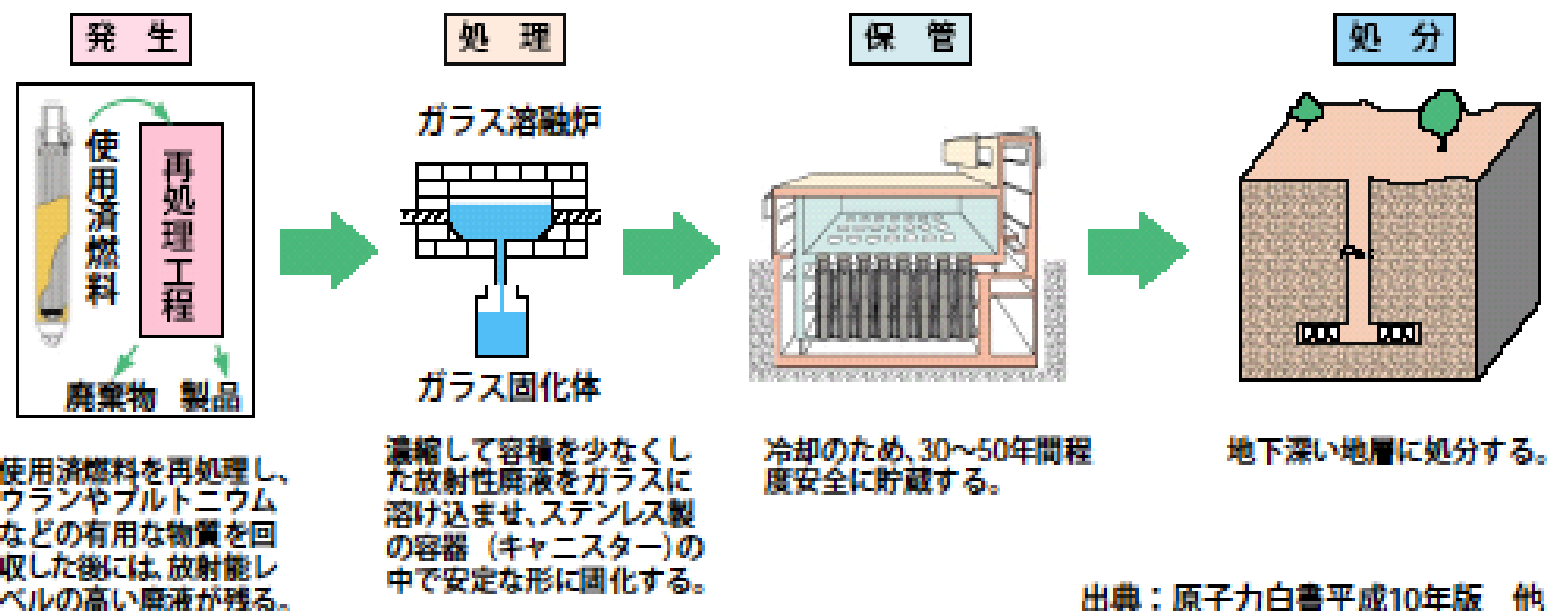 発 生
処 理
保 管
処 分
使用済燃料
再処理工程
廃棄物 製品
ガラス溶融炉
ガラス固化体
使用済燃料を再処理し、
ウランやプルトニウム
などの有用な物質を回
収した後には、放射能レ
ベルの高い廃液が残る。
濃縮して容積を少なくし
た放射性廃液をガラスに
溶け込ませ、ステンレス製
の容器（キャニスター）の
中で安定な形に固化する。
冷却のため、30～50年間程
度安全に貯蔵する。
地下深い地層に処分する。
出典：原子力白書平成10年版 他